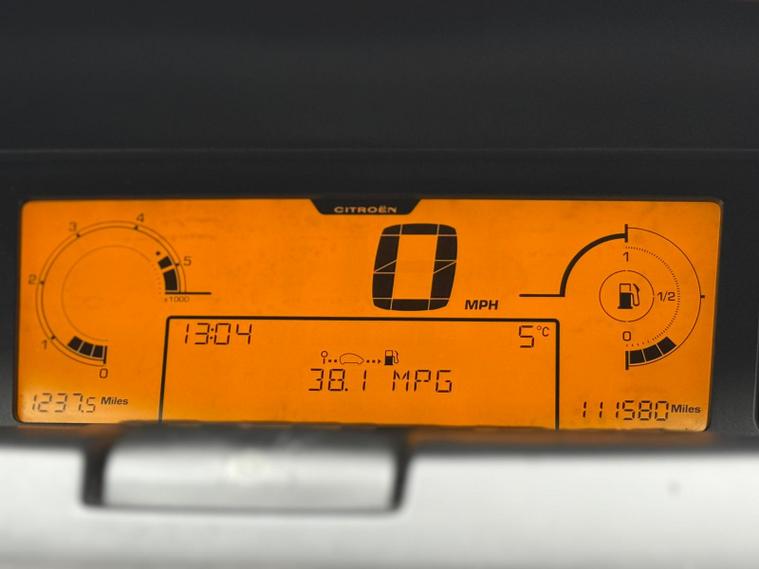 CITROËN
4
3
5
2
x1000
1
0
1237.5 Miles
0 MPH
13:04
5°C
38.1 MPG
1
1/2
0
111580 Miles